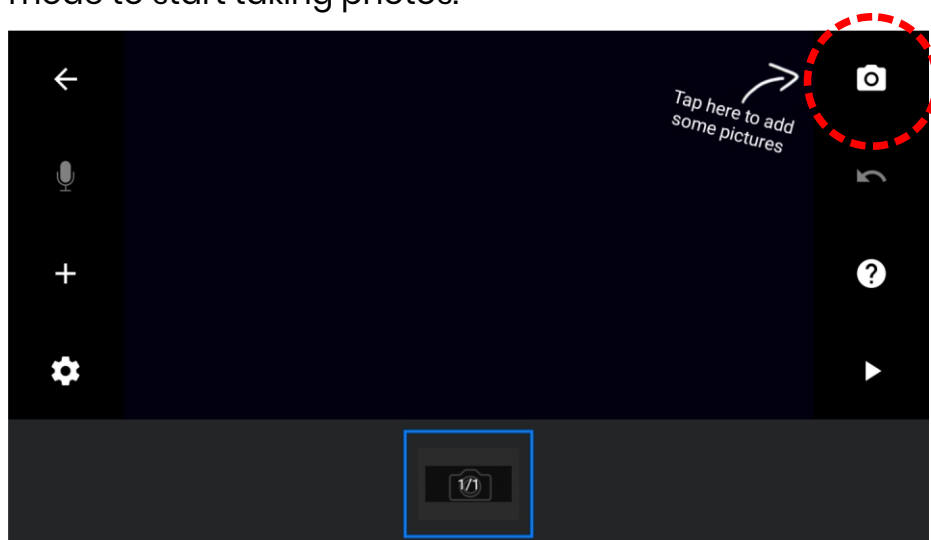 mode to start taking photos.
Tap here to add
some pictures
1/1